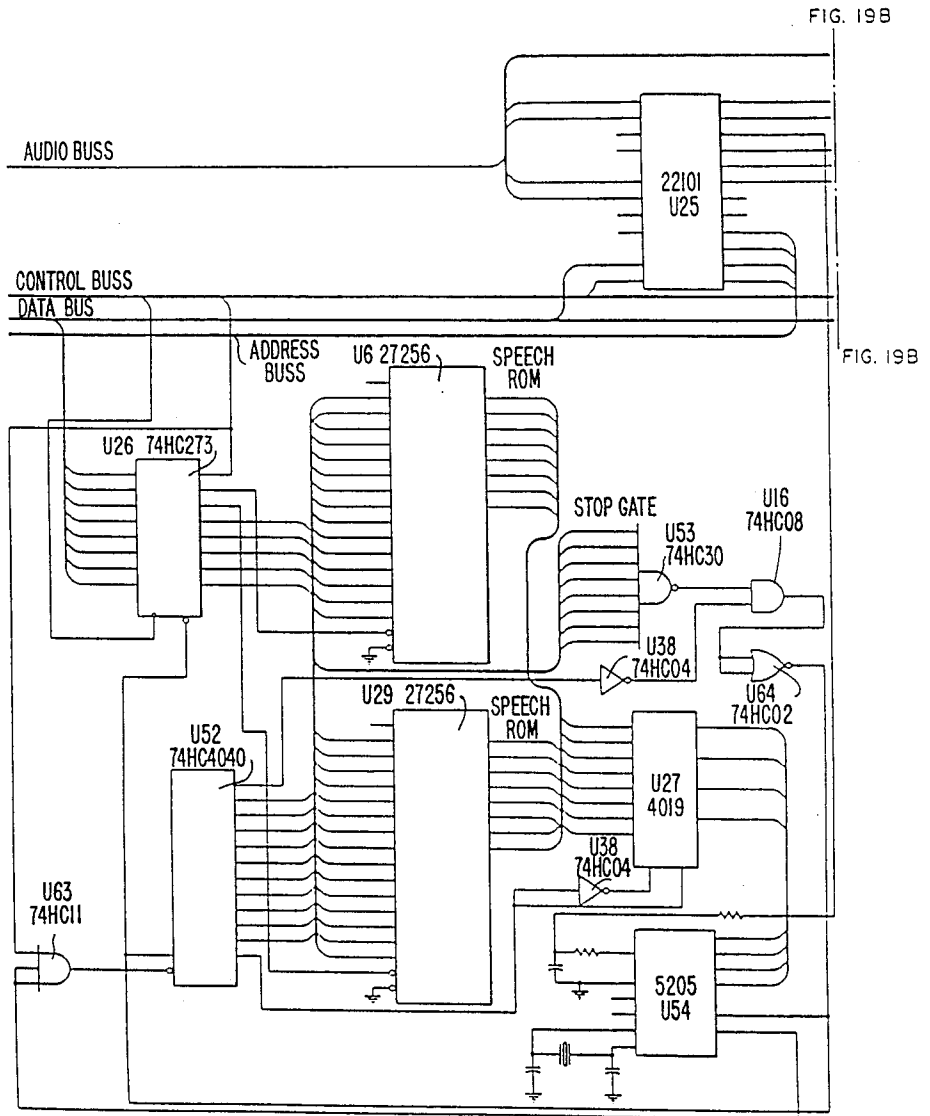 FIG. 19B
AUDIO BUSS
22101
U25
CONTROL BUSS
DATA BUS
ADDRESS
BUSS
FIG. 19B
U6 27256
SPEECH
ROM
U26 74HC273
STOP GATE
U53
74HC30
U16
74HC08
U38
74HC04
U64
74HC02
U29 27256
SPEECH
ROM
U52
74HC4040
U27
4019
U38
74HC04
U63
74HC11
5205
U54